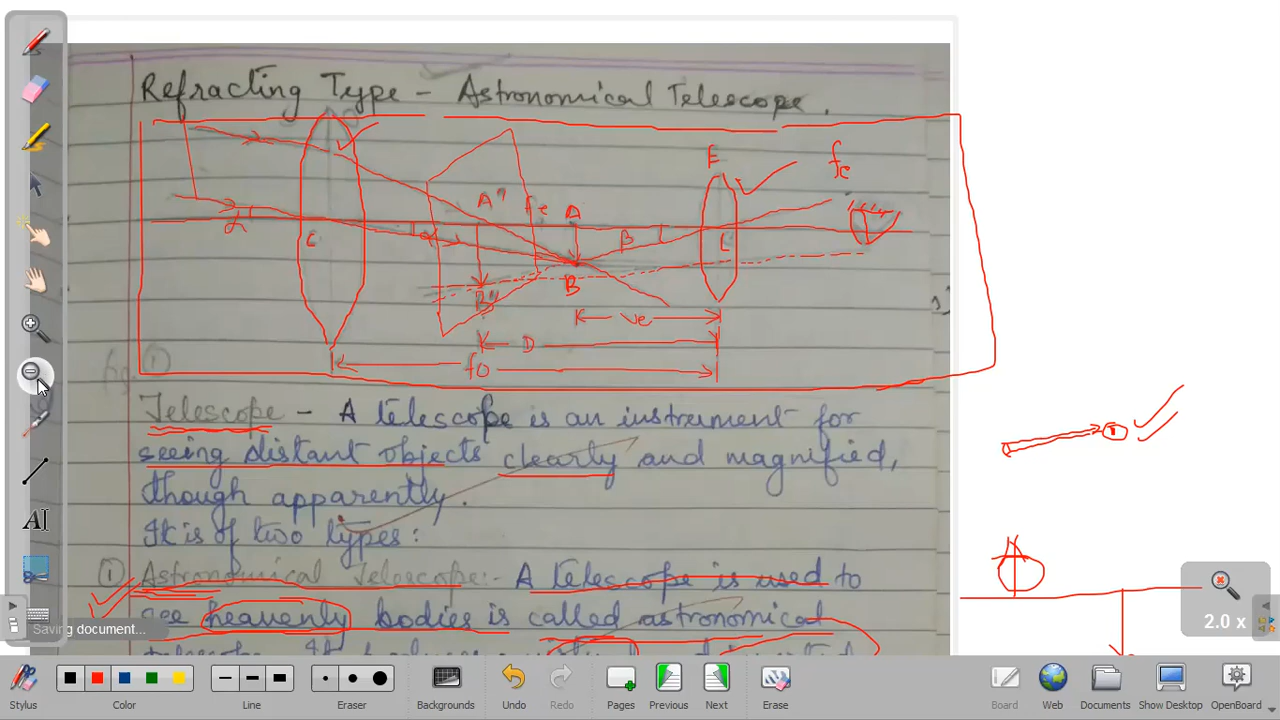 Refracting Type - Astronomical Telescope.
E
fe
A"
fe
A
α
C
α
β
L
B"
B
ve
D
fo
fig. ①
Telescope - A telescope is an instrument for
seeing distant objects clearly and magnified,
though apparently.
It is of two types:
① Astronomical Telescope:- A telescope is used to
see heavenly bodies is called astronomical
Saving document...
2.0 x
Stylus
Color
Line
Eraser
Backgrounds
Undo
Redo
Pages
Previous
Next
Erase
Board
Web
Documents
Show Desktop
OpenBoard